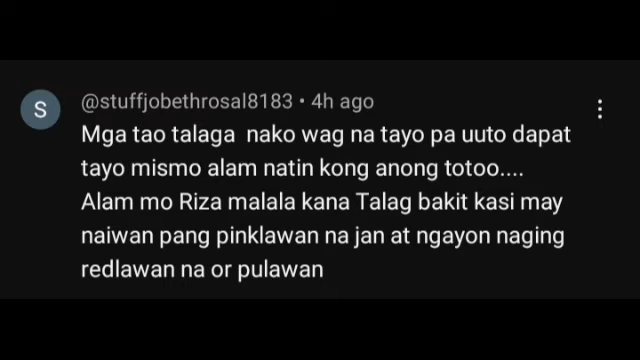 S
@stuffjobethrosal8183 • 4h ago
Mga tao talaga nako wag na tayo pa uuto dapat
tayo mismo alam natin kong anong totoo....
Alam mo Riza malala kana Talag bakit kasi may
naiwan pang pinklawan na jan at ngayon naging
redlawan na or pulawan